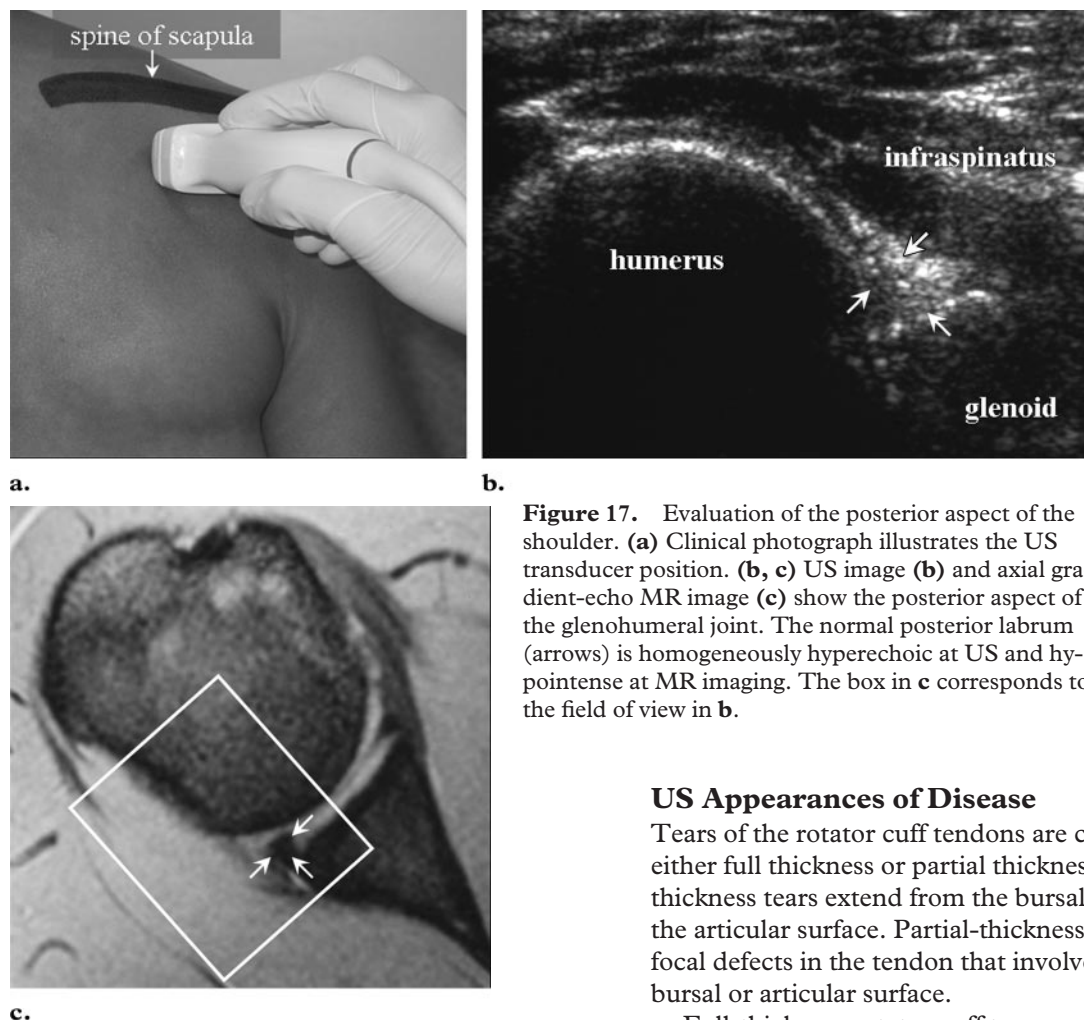 spine of scapula
infraspinatus
humerus
glenoid
a.
b.
Figure 17. Evaluation of the posterior aspect of the
shoulder. (a) Clinical photograph illustrates the US
transducer position. (b, c) US image (b) and axial gra-
dient-echo MR image (c) show the posterior aspect of
the glenohumeral joint. The normal posterior labrum
(arrows) is homogeneously hyperechoic at US and hy-
pointense at MR imaging. The box in c corresponds to
the field of view in b.
US Appearances of Disease
Tears of the rotator cuff tendons are
either full thickness or partial
thickness tears extend from the bursal
the articular surface. Partial-thickness
focal defects in the tendon that
bursal or articular surface.
c.